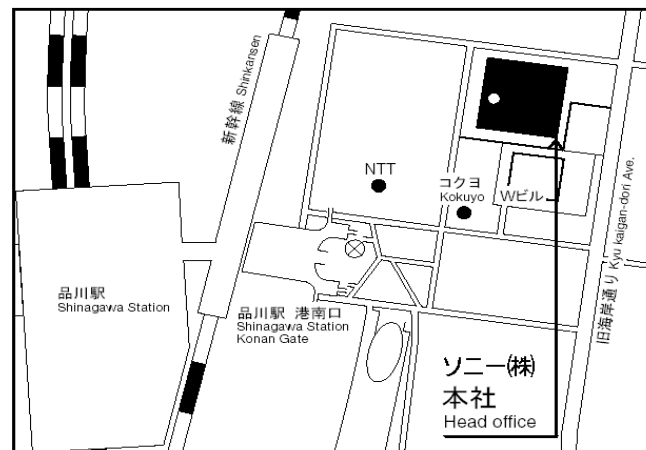 新幹線 Shinkansen
NTT
コクヨ
Kokuyo
Wビル
旧海岸通り Kyu kaigan-dori Ave.
品川駅
Shinagawa Station
品川駅 港南口
Shinagawa Station
Konan Gate
ソニー㈱
本社
Head office